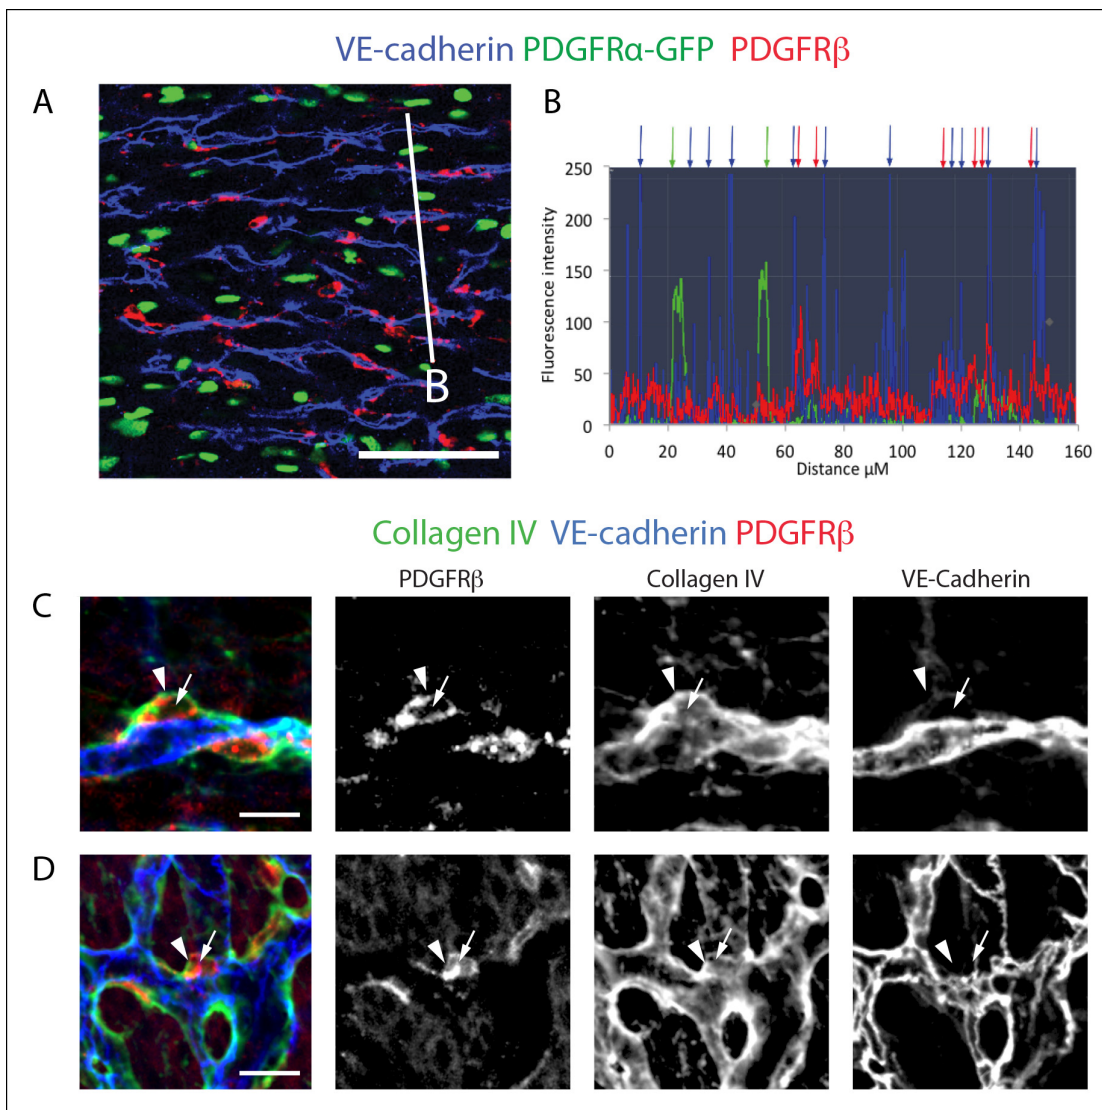 VE-cadherin PDGFRα-GFP PDGFRβ
A
B
B
Fluorescence intensity
250
200
150
100
50
0
0 20 40 60 80 100 120 140 160
Distance µM
Collagen IV VE-cadherin PDGFRβ
PDGFRβ Collagen IV VE-Cadherin
C
D